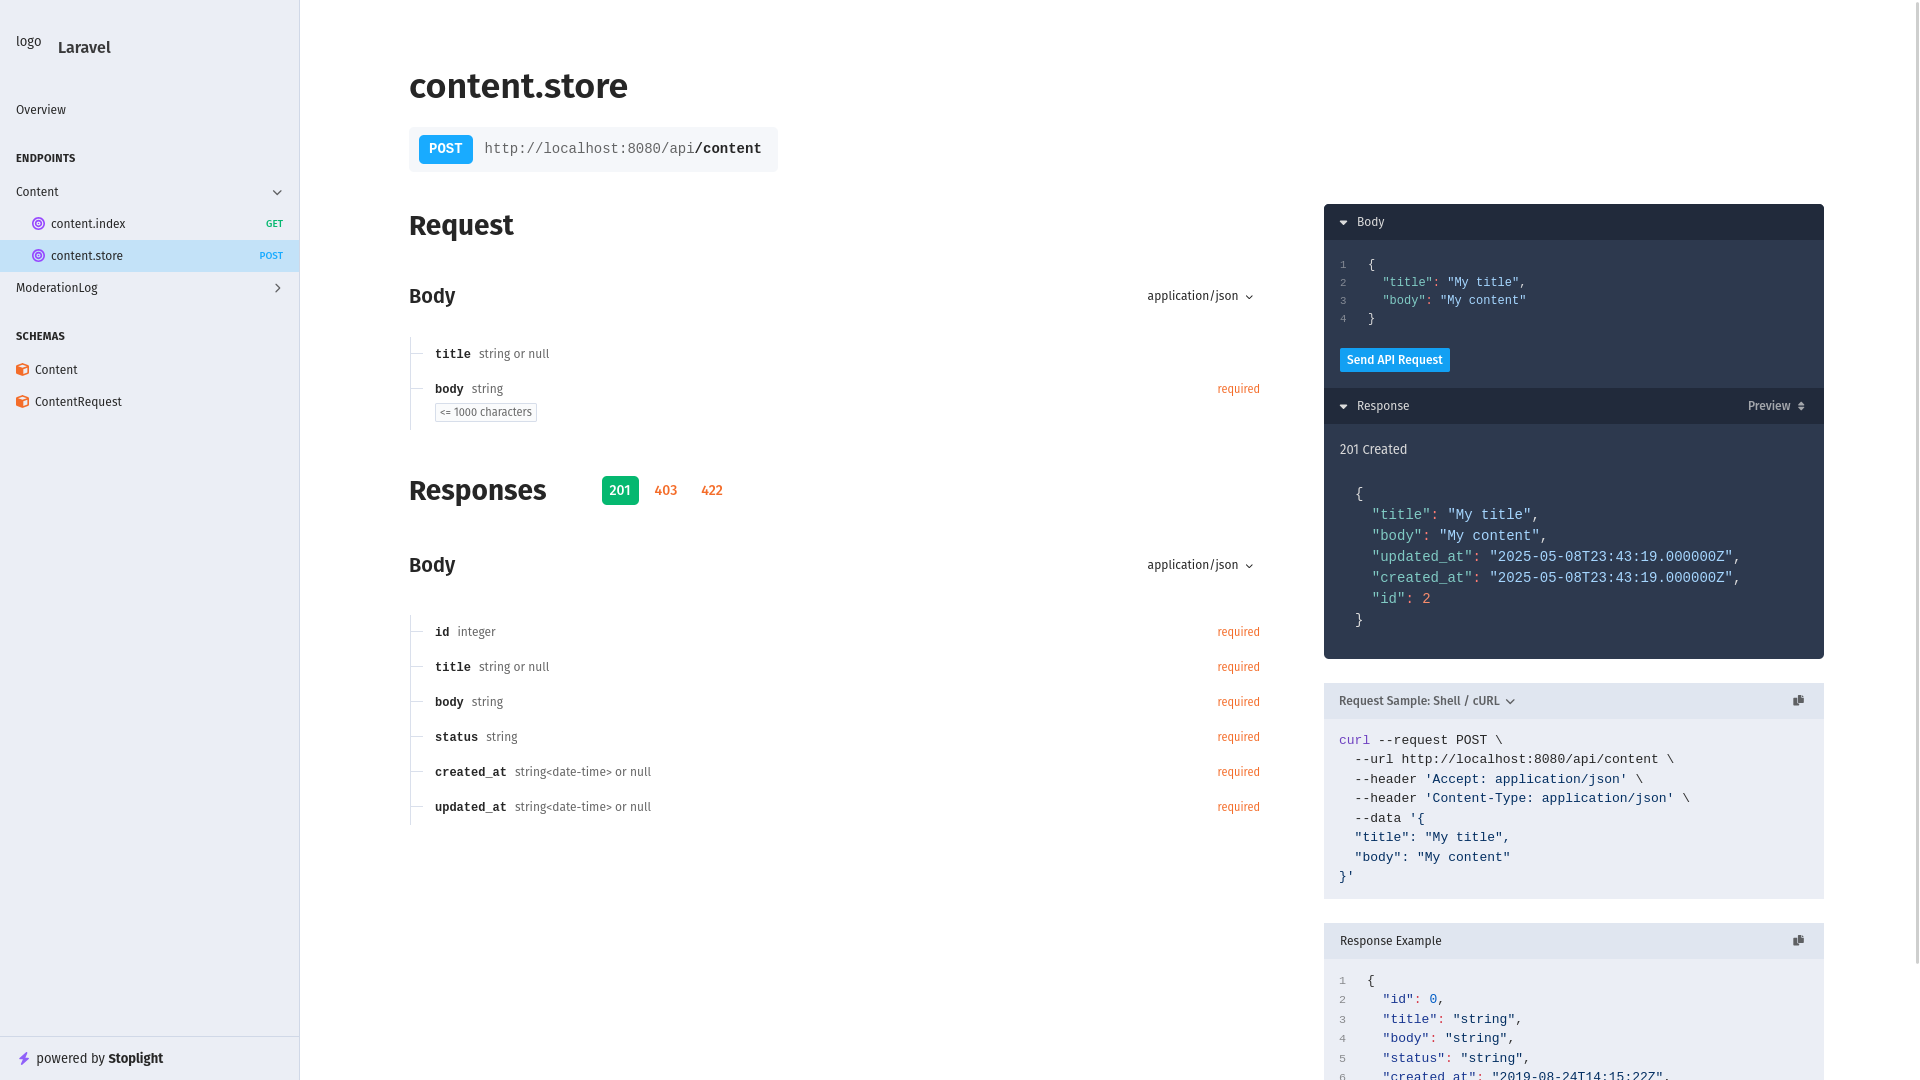 logo Laravel
Overview
ENDPOINTS
Content
content.index GET
content.store POST
ModerationLog
SCHEMAS
Content
ContentRequest
powered by Stoplight
content.store
POST http://localhost:8080/api/content
Request
Body application/json
title string or null
body string required
<= 1000 characters
Responses 201 403 422
Body application/json
id integer required
title string or null required
body string required
status string required
created_at string<date-time> or null required
updated_at string<date-time> or null required
Body
1 {
2 "title": "My title",
3 "body": "My content"
4 }
Send API Request
Response Preview
201 Created
{
"title": "My title",
"body": "My content",
"updated_at": "2025-05-08T23:43:19.000000Z",
"created_at": "2025-05-08T23:43:19.000000Z",
"id": 2
}
Request Sample: Shell / cURL
curl --request POST \
--url http://localhost:8080/api/content \
--header 'Accept: application/json' \
--header 'Content-Type: application/json' \
--data '{
"title": "My title",
"body": "My content"
}'
Response Example
1 {
2 "id": 0,
3 "title": "string",
4 "body": "string",
5 "status": "string",
6 "created_at": "2019-08-24T14:15:22Z",